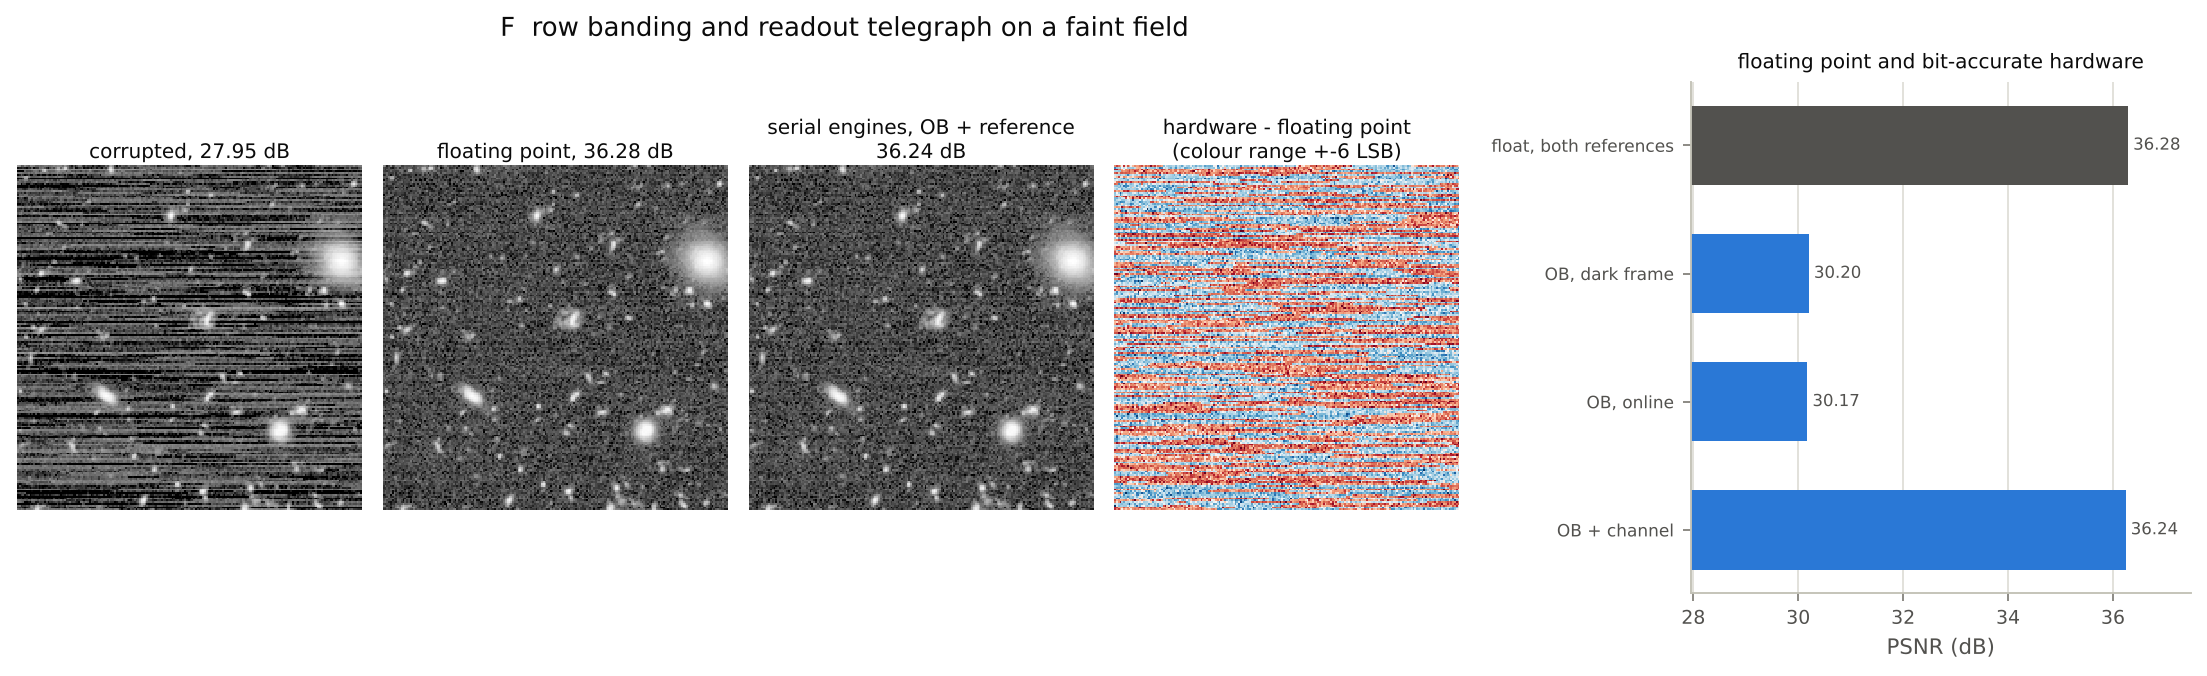 F  row banding and readout telegraph on a faint field
corrupted, 27.95 dB
floating point, 36.28 dB
serial engines, OB + reference
36.24 dB
hardware - floating point
(colour range +-6 LSB)
floating point and bit-accurate hardware
float, both references
36.28
OB, dark frame
30.20
OB, online
30.17
OB + channel
36.24
28 30 32 34 36
PSNR (dB)